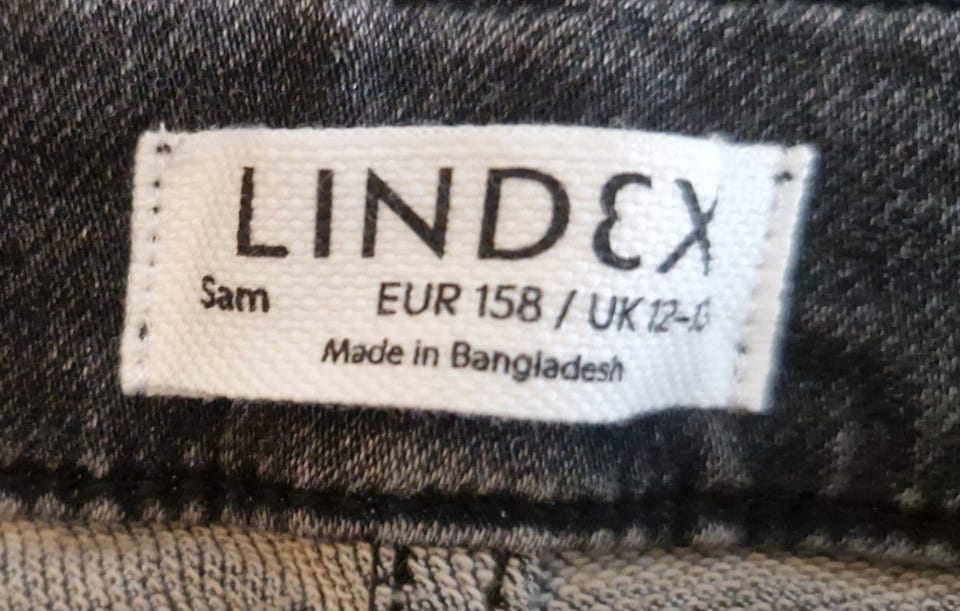 LINDEX
Sam EUR 158 / UK 12-13
Made in Bangladesh